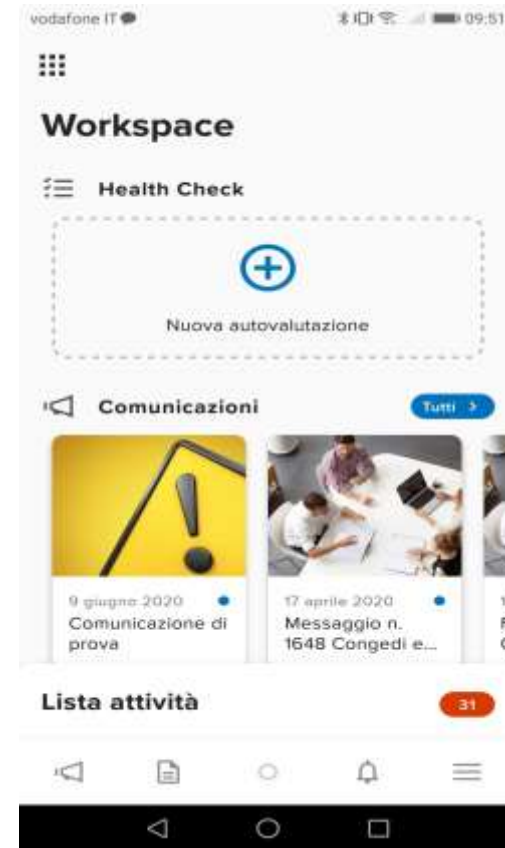 vodafone IT 09:51
Workspace
Health Check
Nuova autovalutazione
Comunicazioni
Tutti >
9 giugno 2020
Comunicazione di
prova
17 aprile 2020
Messaggio n.
1648 Congedi e...
Lista attività
31